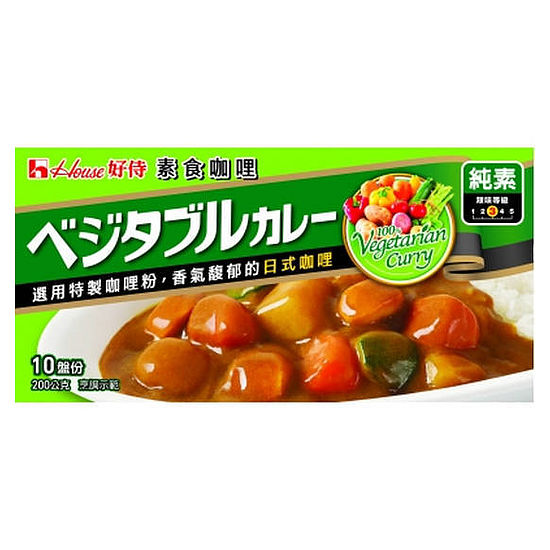 House 好侍 素食咖哩
純素
辣味等級
1 2 3 4 5
ベジタブルカレー
100%
Vegetarian
Curry
選用特製咖哩粉，香氣馥郁的日式咖哩
10盤份
200公克 烹調示範